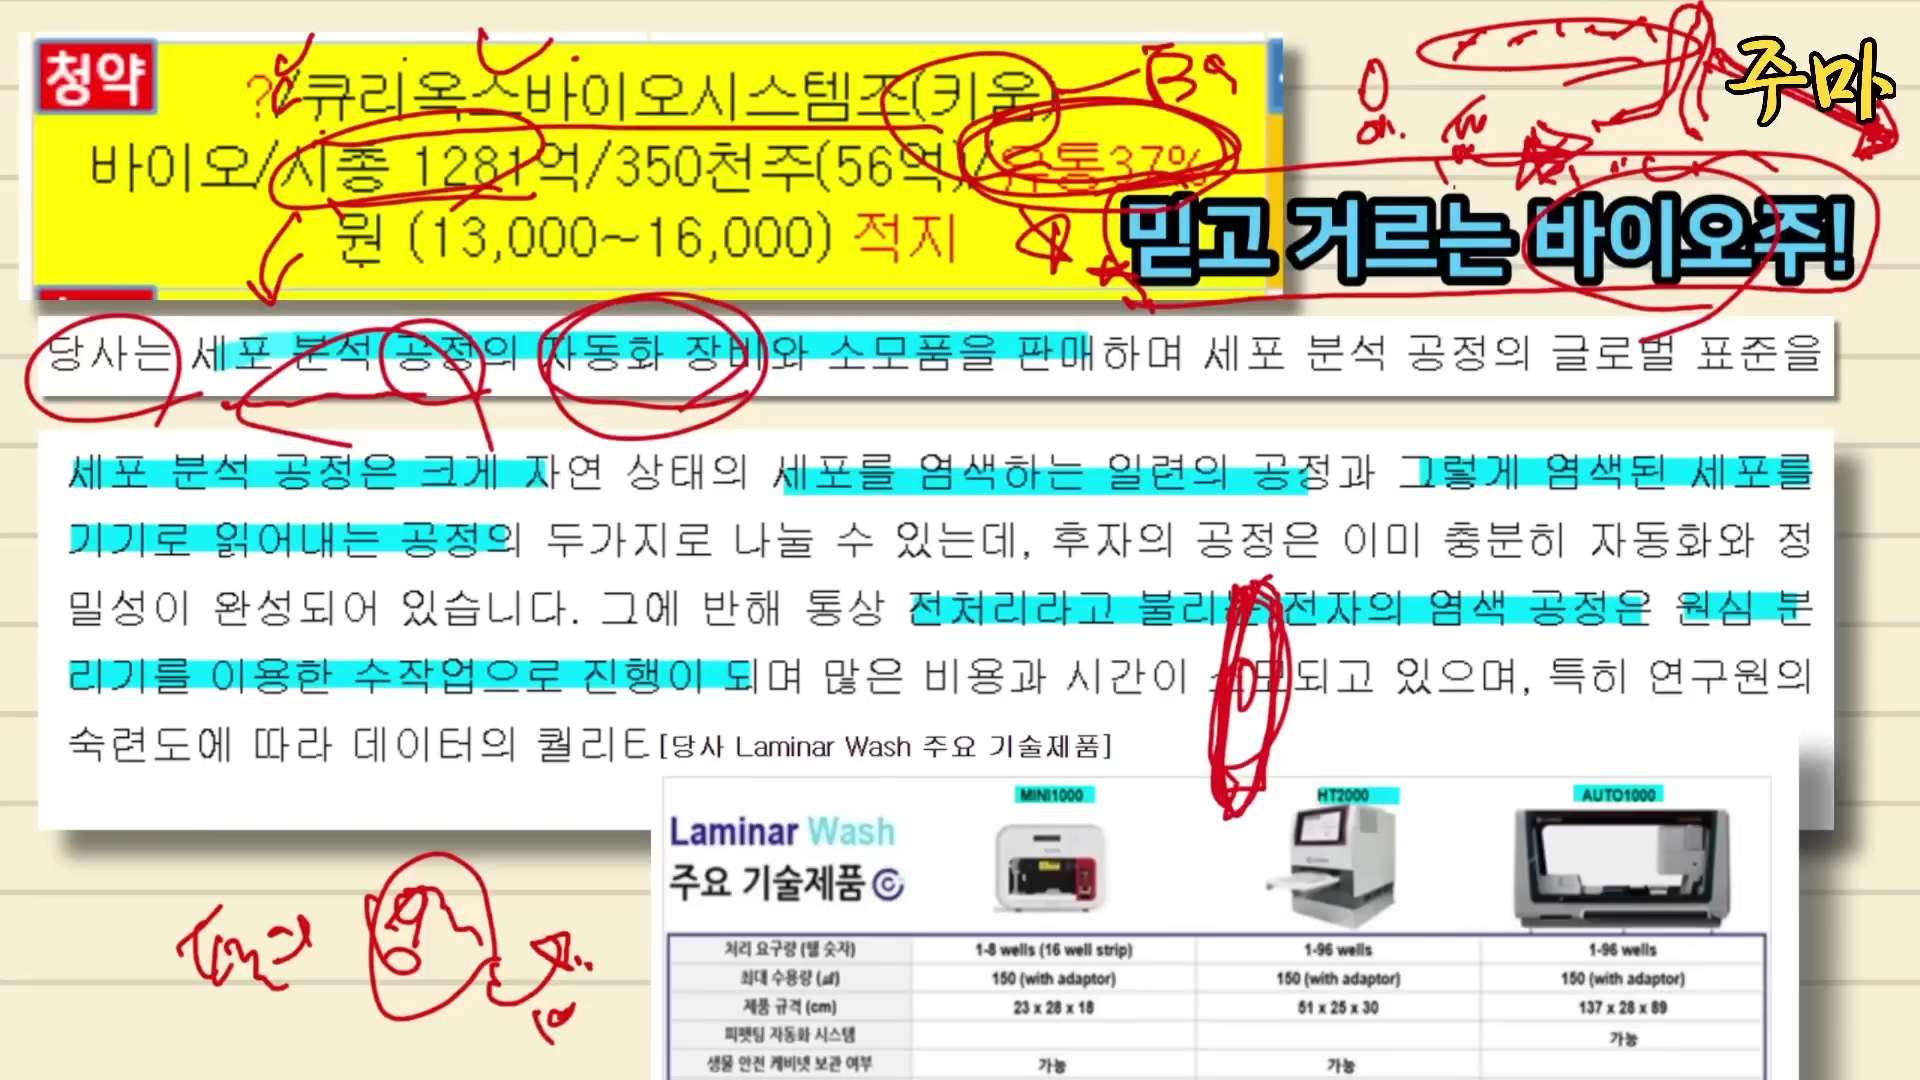 청약
?/큐리옥스바이오시스템즈(키움)
주마
바이오/시총 1281억/350천주(56억)/유통37%
원 (13,000~16,000) 적자
믿고 거르는 바이오주!
당사는 세포 분석 공정의 자동화 장비와 소모품을 판매하며 세포 분석 공정의 글로벌 표준을
세포 분석 공정은 크게 자연 상태의 세포를 염색하는 일련의 공정과 그렇게 염색된 세포를
기기로 읽어내는 공정의 두가지로 나눌 수 있는데, 후자의 공정은 이미 충분히 자동화와 정
밀성이 완성되어 있습니다. 그에 반해 통상 전처리라고 불리는 전자의 염색 공정은 원심 분
리기를 이용한 수작업으로 진행이 되며 많은 비용과 시간이 소모되고 있으며, 특히 연구원의
숙련도에 따라 데이터의 퀄리
[당사 Laminar Wash 주요 기술제품]
MINI1000 HT2000 AUTO1000
Laminar Wash
주요 기술제품
처리 요구량 (웰 숫자) 1-8 wells (16 well strip) 1-96 wells 1-96 wells
최대 수용량 (㎕) 150 (with adaptor) 150 (with adaptor) 150 (with adaptor)
제품 규격 (cm) 23 x 28 x 18 51 x 25 x 30 137 x 28 x 89
피펫팅 자동화 시스템 가능
생물 안전 케비넷 보관 여부 가능 가능